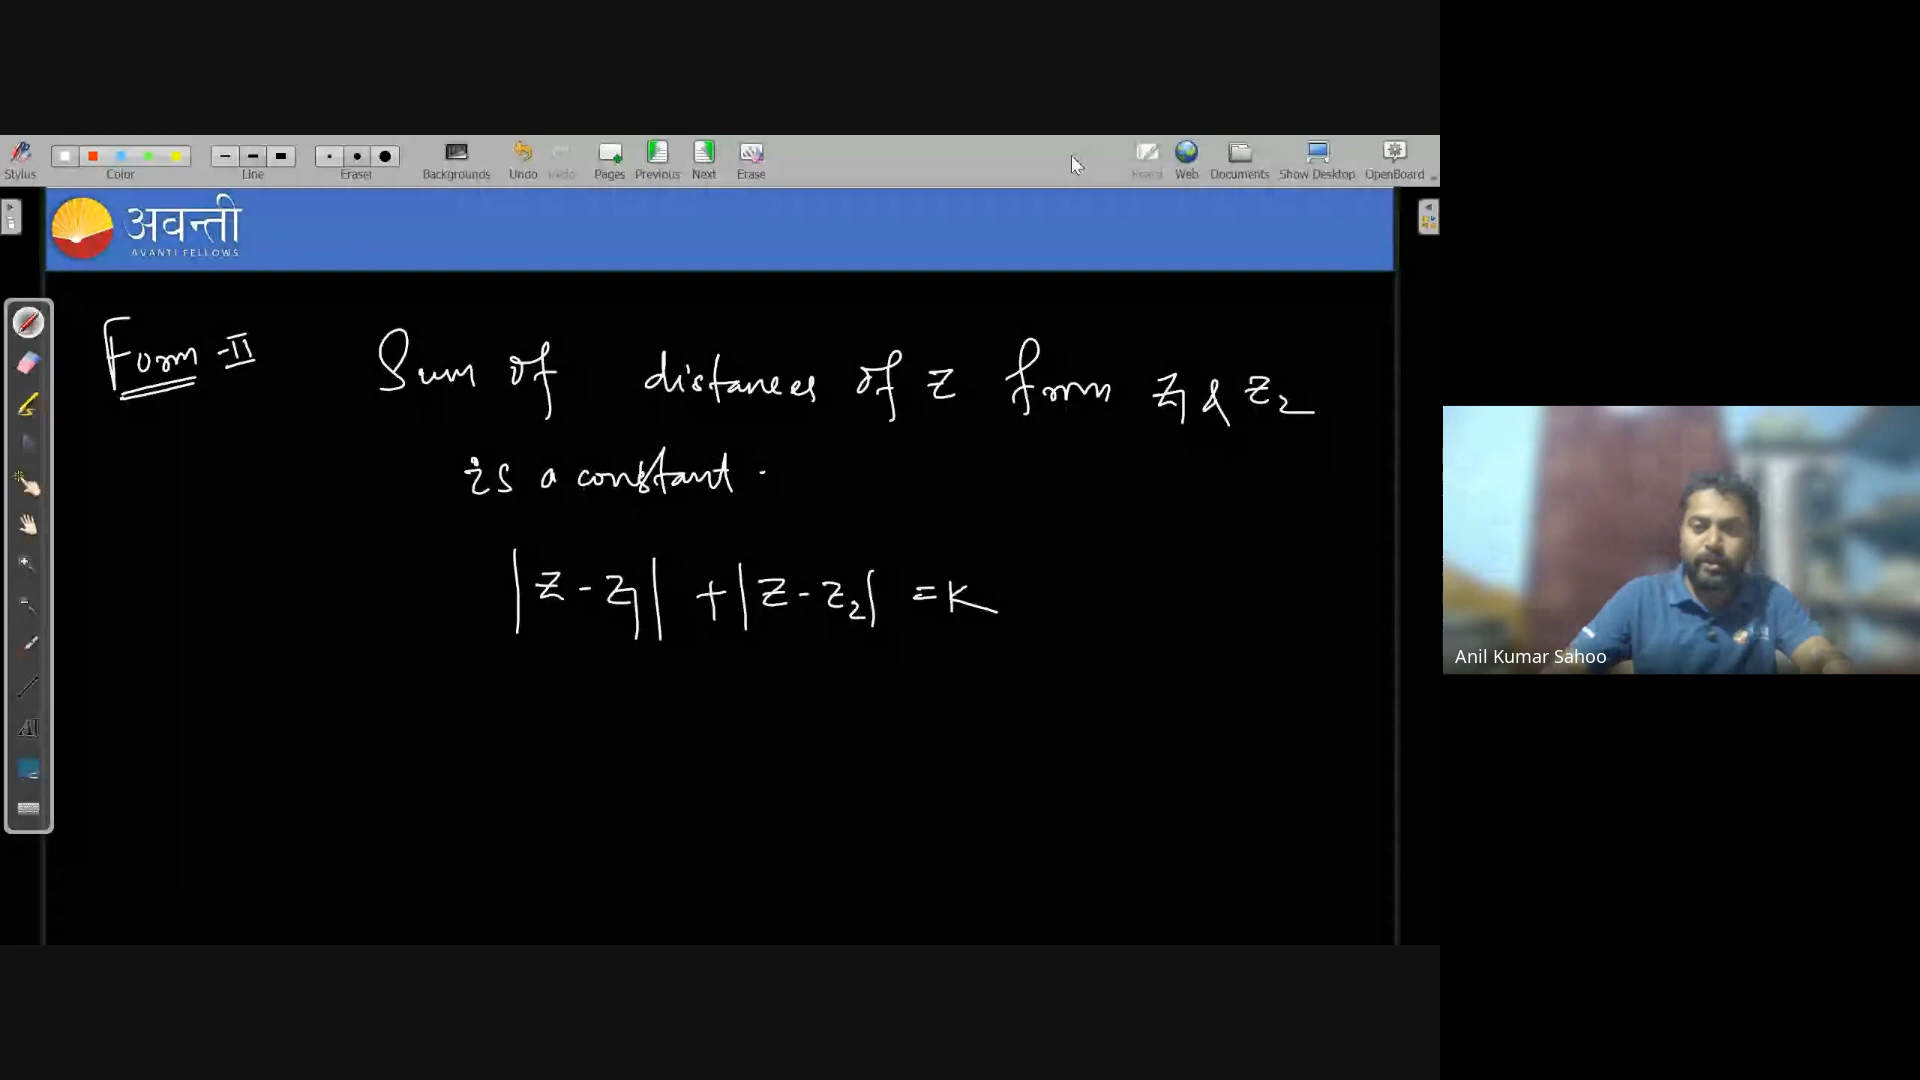 Stylus Color Line Eraser Backgrounds Undo Redo Pages Previous Next Erase Board Web Documents Show Desktop OpenBoard
अवन्ती
AVANTI FELLOWS
Form -II Sum of distances of z from z1 & z2
is a constant.
|z - z1| + |z - z2| = K
Anil Kumar Sahoo